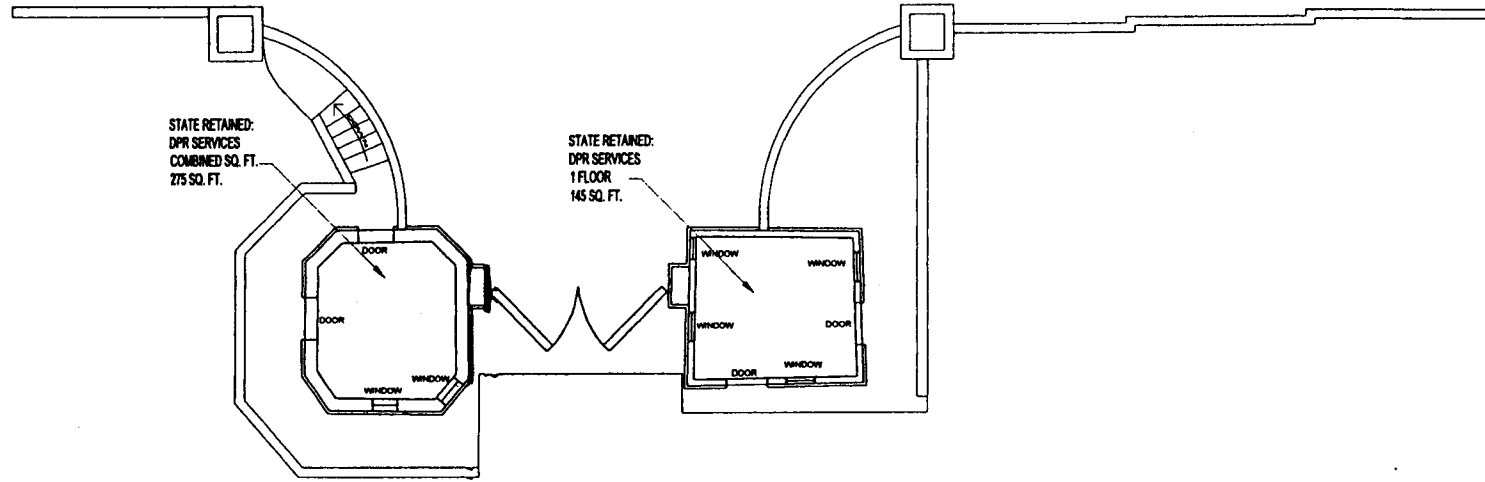 STATE RETAINED:
DPR SERVICES
COMBINED SQ. FT.
275 SQ. FT.
STATE RETAINED:
DPR SERVICES
1 FLOOR
145 SQ. FT.
DOOR
DOOR
WINDOW
WINDOW
WINDOW
WINDOW
WINDOW
DOOR
WINDOW
DOOR